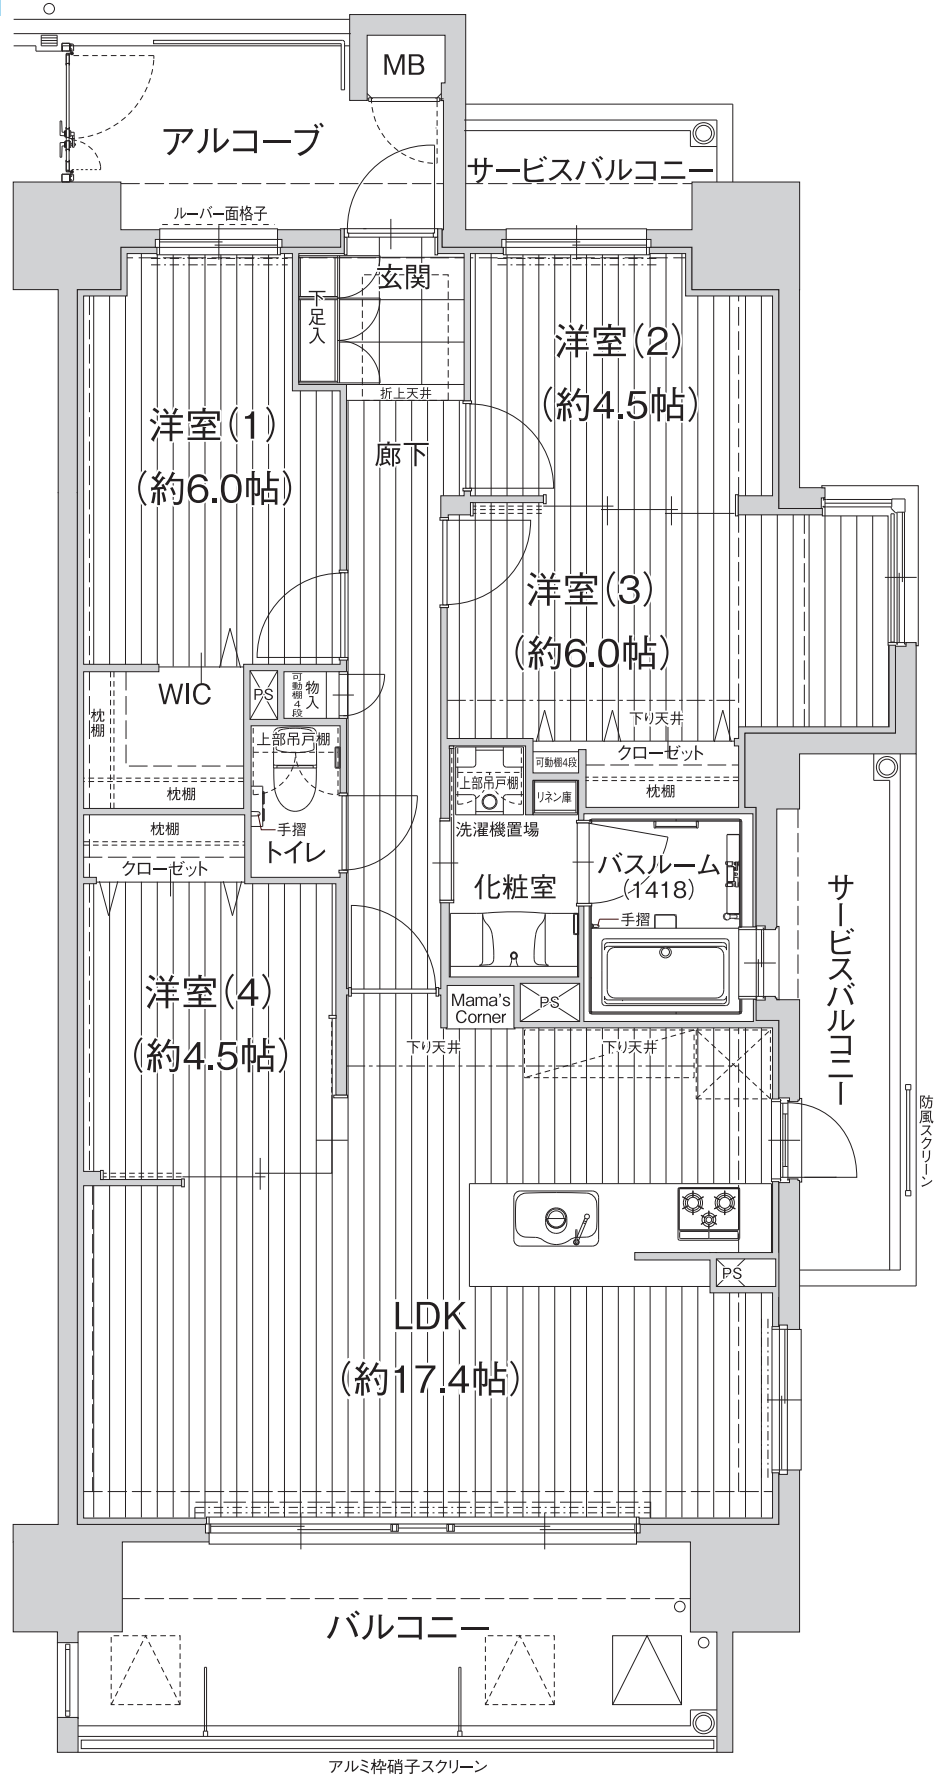 MB
アルコーブ
サービスバルコニー
ルーバー面格子
玄関
下足入
折上天井
洋室(2)
(約4.5帖)
洋室(1)
(約6.0帖)
廊下
洋室(3)
(約6.0帖)
WIC
枕棚
枕棚
PS
物入
可動棚4段
下り天井
クローゼット
枕棚
上部吊戸棚
手摺
トイレ
可動棚4段
リネン庫
上部吊戸棚
洗濯機置場
化粧室
バスルーム
(1418)
手摺
枕棚
クローゼット
サービスバルコニー
洋室(4)
(約4.5帖)
Mama's
Corner
PS
下り天井
下り天井
防風スクリーン
PS
LDK
(約17.4帖)
バルコニー
アルミ枠硝子スクリーン